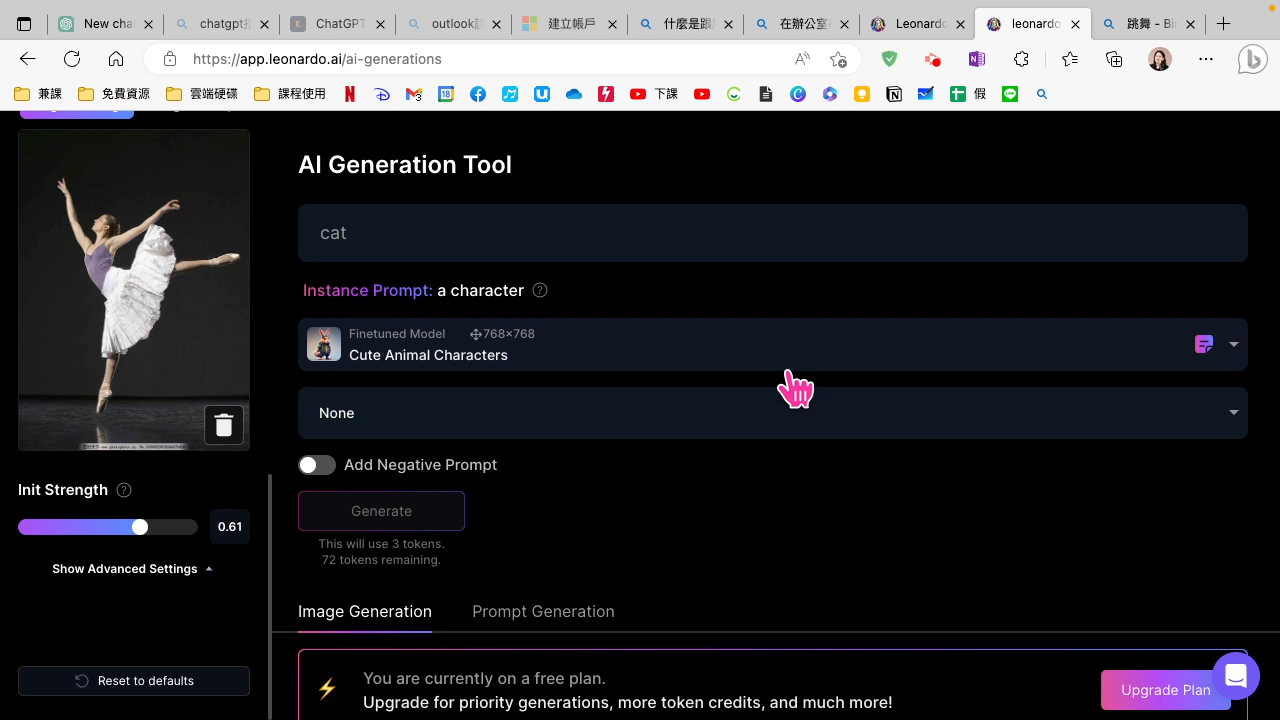 New cha
chatgpt
ChatGPT
outlook
建立帳戶
什麼是跟
在辦公室
Leonardo
leonardo
跳舞 - Bi
https://app.leonardo.ai/ai-generations
兼課
免費資源
雲端硬碟
課程使用
下課
假
AI Generation Tool
cat
Instance Prompt: a character
Finetuned Model 768×768
Cute Animal Characters
None
Add Negative Prompt
Init Strength
0.61
Generate
This will use 3 tokens.
72 tokens remaining.
Show Advanced Settings
Image Generation
Prompt Generation
Reset to defaults
You are currently on a free plan.
Upgrade for priority generations, more token credits, and much more!
Upgrade Plan